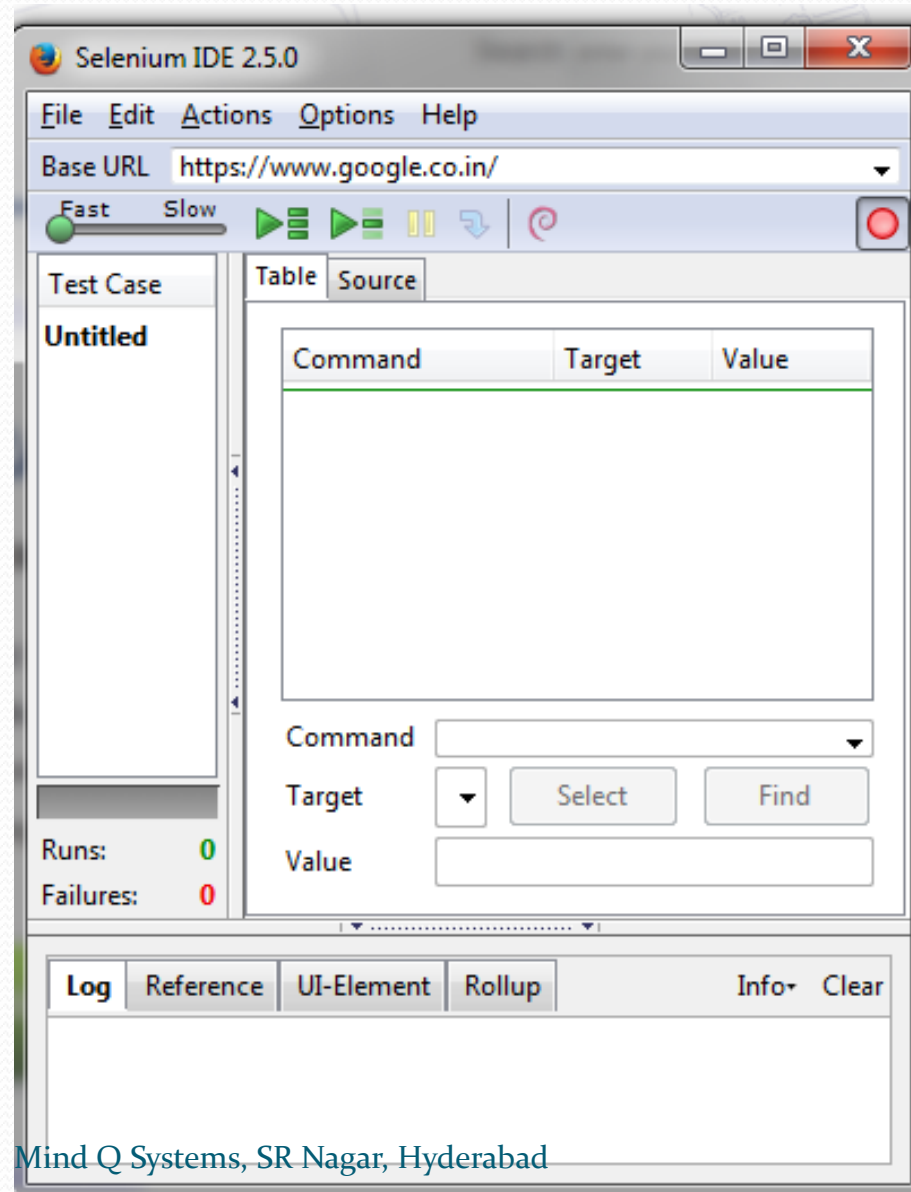 Selenium IDE 2.5.0
File Edit Actions Options Help
Base URL https://www.google.co.in/
Fast Slow
Test Case
Untitled
Table Source
Command Target Value
Command
Target Select Find
Value
Runs: 0
Failures: 0
Log Reference UI-Element Rollup Info Clear
Mind Q Systems, SR Nagar, Hyderabad